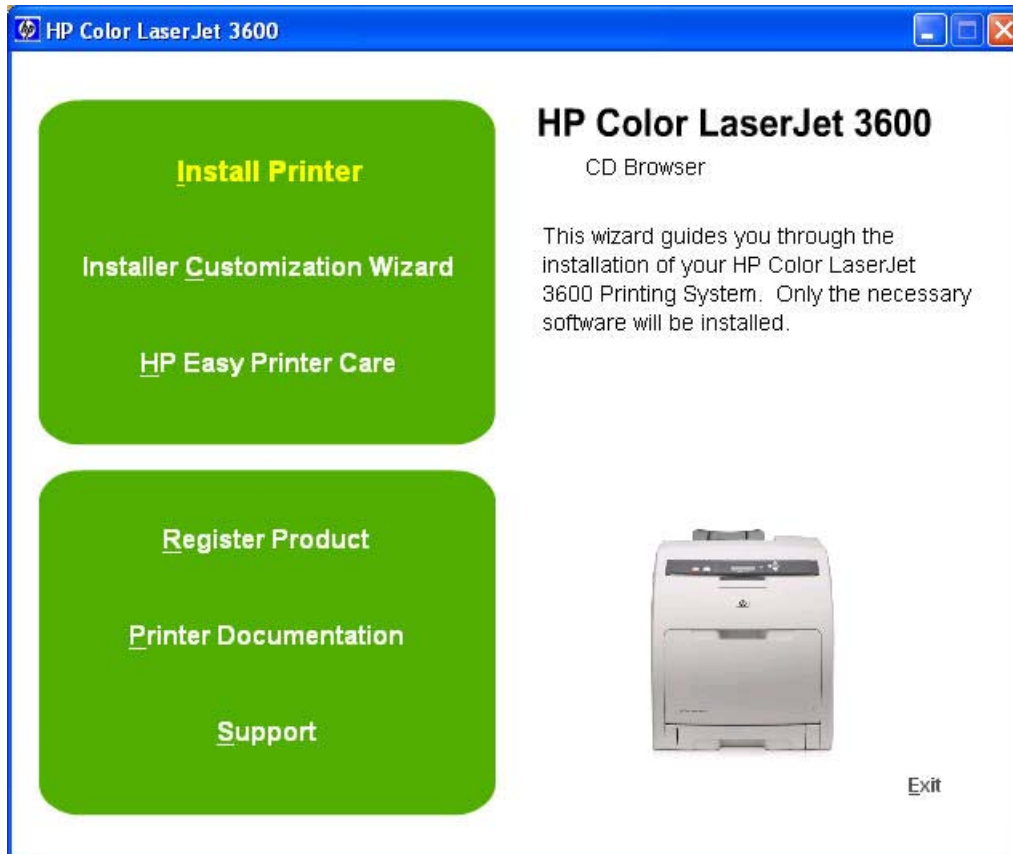 HP Color LaserJet 3600
Install Printer
Installer Customization Wizard
HP Easy Printer Care
Register Product
Printer Documentation
Support
HP Color LaserJet 3600
CD Browser
This wizard guides you through the
installation of your HP Color LaserJet
3600 Printing System. Only the necessary
software will be installed.
Exit